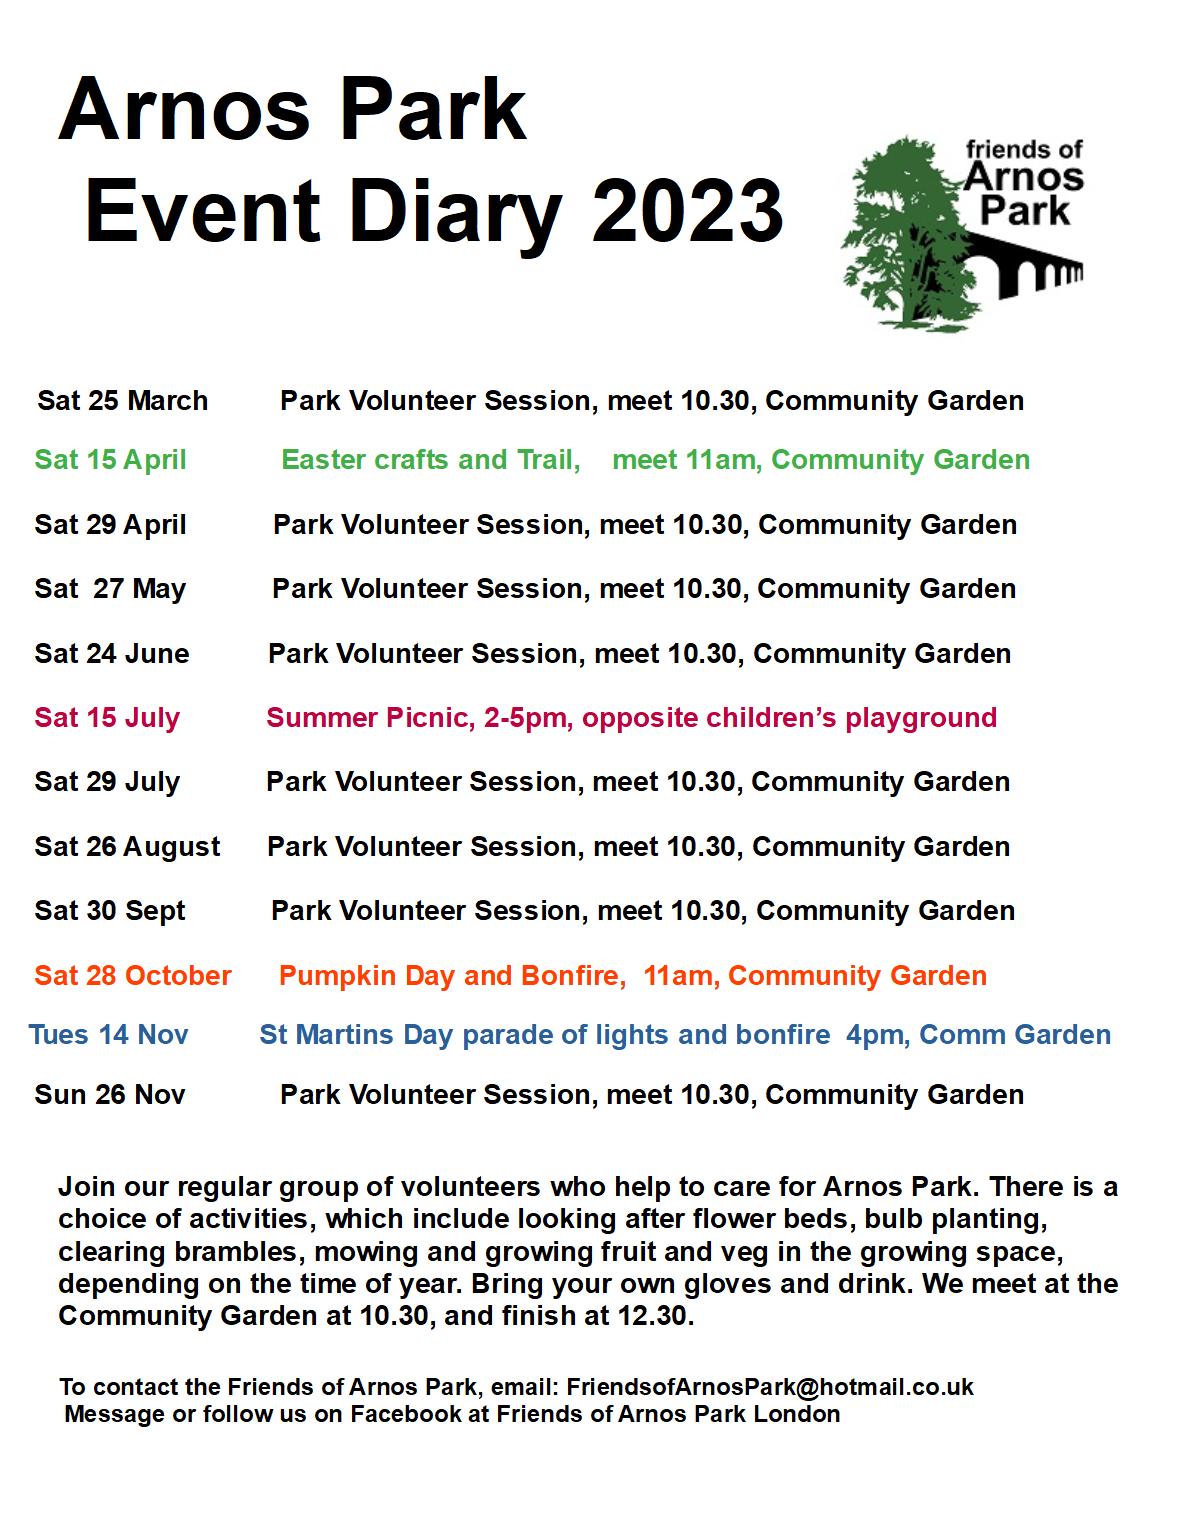 Arnos Park
Event Diary 2023
friends of
Arnos
Park
Sat 25 March Park Volunteer Session, meet 10.30, Community Garden
Sat 15 April Easter crafts and Trail, meet 11am, Community Garden
Sat 29 April Park Volunteer Session, meet 10.30, Community Garden
Sat 27 May Park Volunteer Session, meet 10.30, Community Garden
Sat 24 June Park Volunteer Session, meet 10.30, Community Garden
Sat 15 July Summer Picnic, 2-5pm, opposite children’s playground
Sat 29 July Park Volunteer Session, meet 10.30, Community Garden
Sat 26 August Park Volunteer Session, meet 10.30, Community Garden
Sat 30 Sept Park Volunteer Session, meet 10.30, Community Garden
Sat 28 October Pumpkin Day and Bonfire, 11am, Community Garden
Tues 14 Nov St Martins Day parade of lights and bonfire 4pm, Comm Garden
Sun 26 Nov Park Volunteer Session, meet 10.30, Community Garden
Join our regular group of volunteers who help to care for Arnos Park. There is a
choice of activities, which include looking after flower beds, bulb planting,
clearing brambles, mowing and growing fruit and veg in the growing space,
depending on the time of year. Bring your own gloves and drink. We meet at the
Community Garden at 10.30, and finish at 12.30.
To contact the Friends of Arnos Park, email: FriendsofArnosPark@hotmail.co.uk
Message or follow us on Facebook at Friends of Arnos Park London